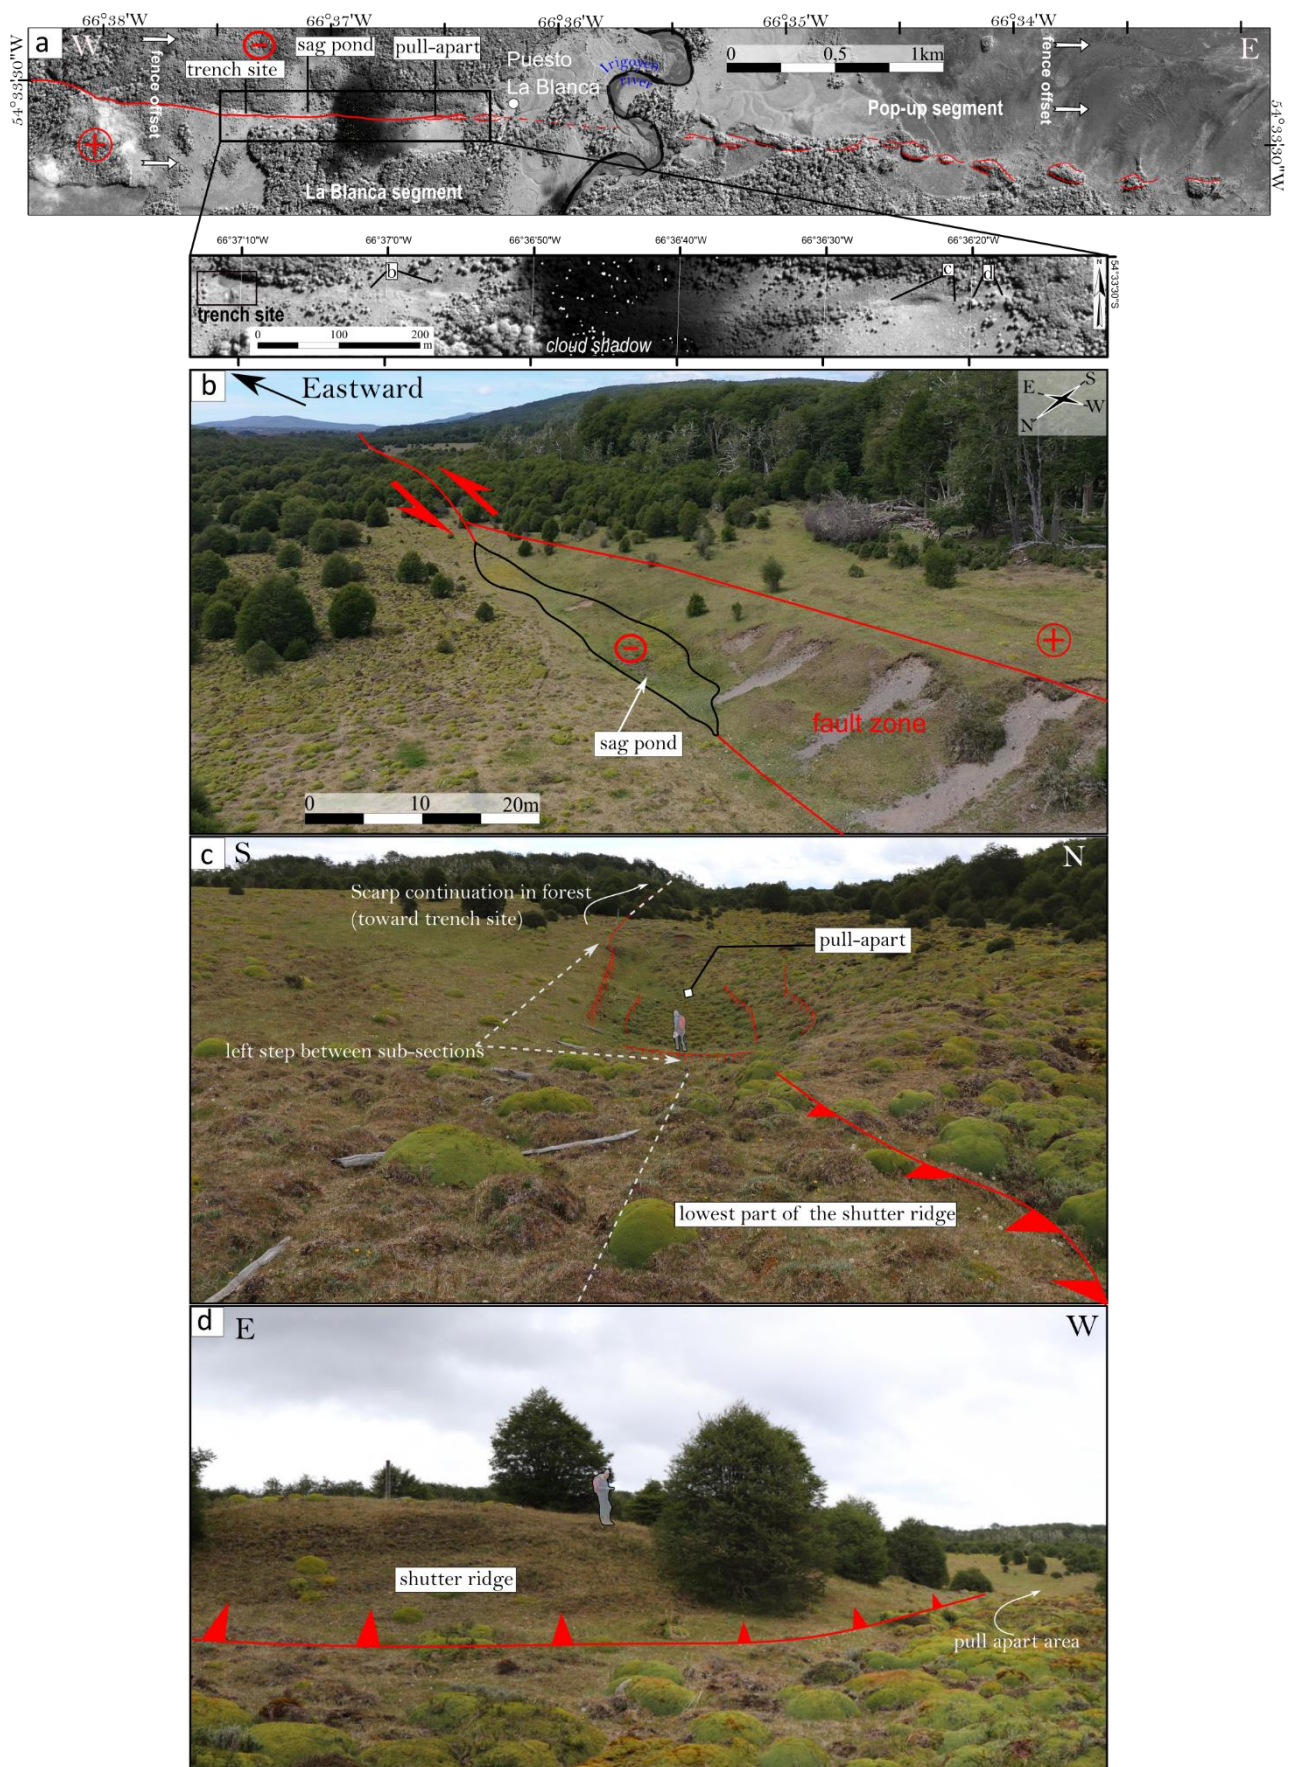 66°38'W 66°37'W 66°36'W 66°35'W 66°34'W
a W sag pond pull-apart Puesto La Blanca Irigoyen river 0 0,5 1km E
fence offset
trench site
fence offset
54°33'30"W
Pop-up segment
54°33'30"W
La Blanca segment
66°37'10"W 66°37'0"W 66°36'50"W 66°36'40"W 66°36'30"W 66°36'20"W
b c d N
54°33'30"S
trench site
0 100 200
m
cloud shadow
b Eastward
S
E
W
N
fault zone
sag pond
0 10 20m
c S N
Scarp continuation in forest
(toward trench site)
pull-apart
left step between sub-sections
lowest part of the shutter ridge
d E W
shutter ridge
pull apart area